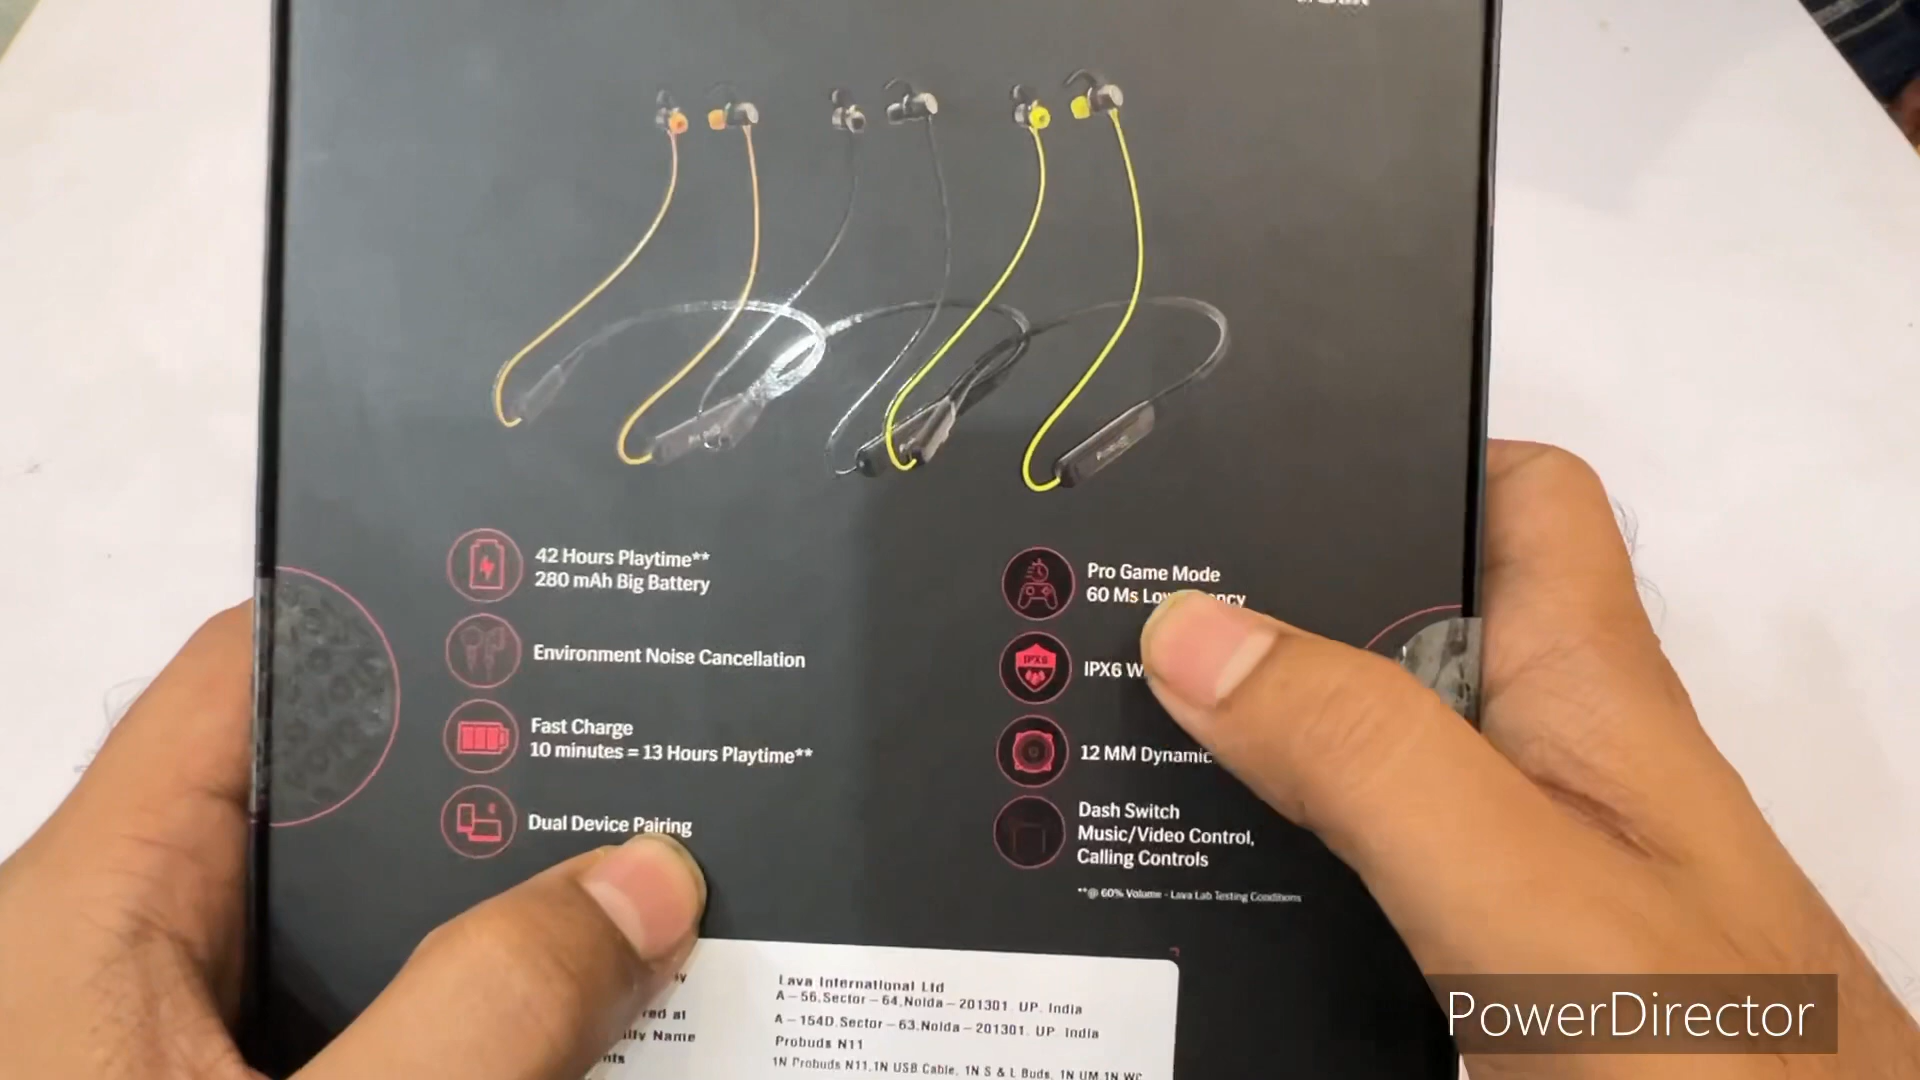 42 Hours Playtime**
280 mAh Big Battery
Environment Noise Cancellation
Fast Charge
10 minutes = 13 Hours Playtime**
Dual Device Pairing
Pro Game Mode
60 Ms
IPX6
IPX6
12 MM Dynamic
Dash Switch
Music/Video Control,
Calling Controls
**@ 60% Volume - Lava Lab Testing Conditions
Lava International Ltd
A-56,Sector-64,Noida-201301. UP. India
A-154D,Sector-63,Noida-201301. UP. India
Name
Probuds N11
1N Probuds N11,1N USB Cable, 1N S & L Buds, 1N UM 1N WC
PowerDirector